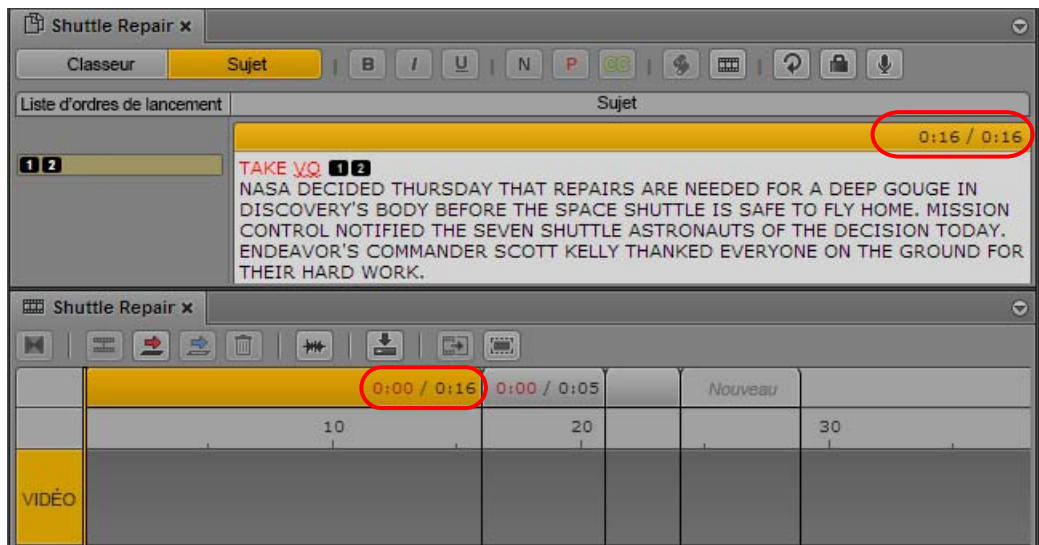 Shuttle Repair x
Classeur Sujet | B I U | N P CC |
Liste d'ordres de lancement Sujet
0:16 / 0:16
1 2
TAKE VO 1 2
NASA DECIDED THURSDAY THAT REPAIRS ARE NEEDED FOR A DEEP GOUGE IN
DISCOVERY'S BODY BEFORE THE SPACE SHUTTLE IS SAFE TO FLY HOME. MISSION
CONTROL NOTIFIED THE SEVEN SHUTTLE ASTRONAUTS OF THE DECISION TODAY.
ENDEAVOR'S COMMANDER SCOTT KELLY THANKED EVERYONE ON THE GROUND FOR
THEIR HARD WORK.
Shuttle Repair x
0:00 / 0:16 0:00 / 0:05 Nouveau
10 20 30
VIDÉO